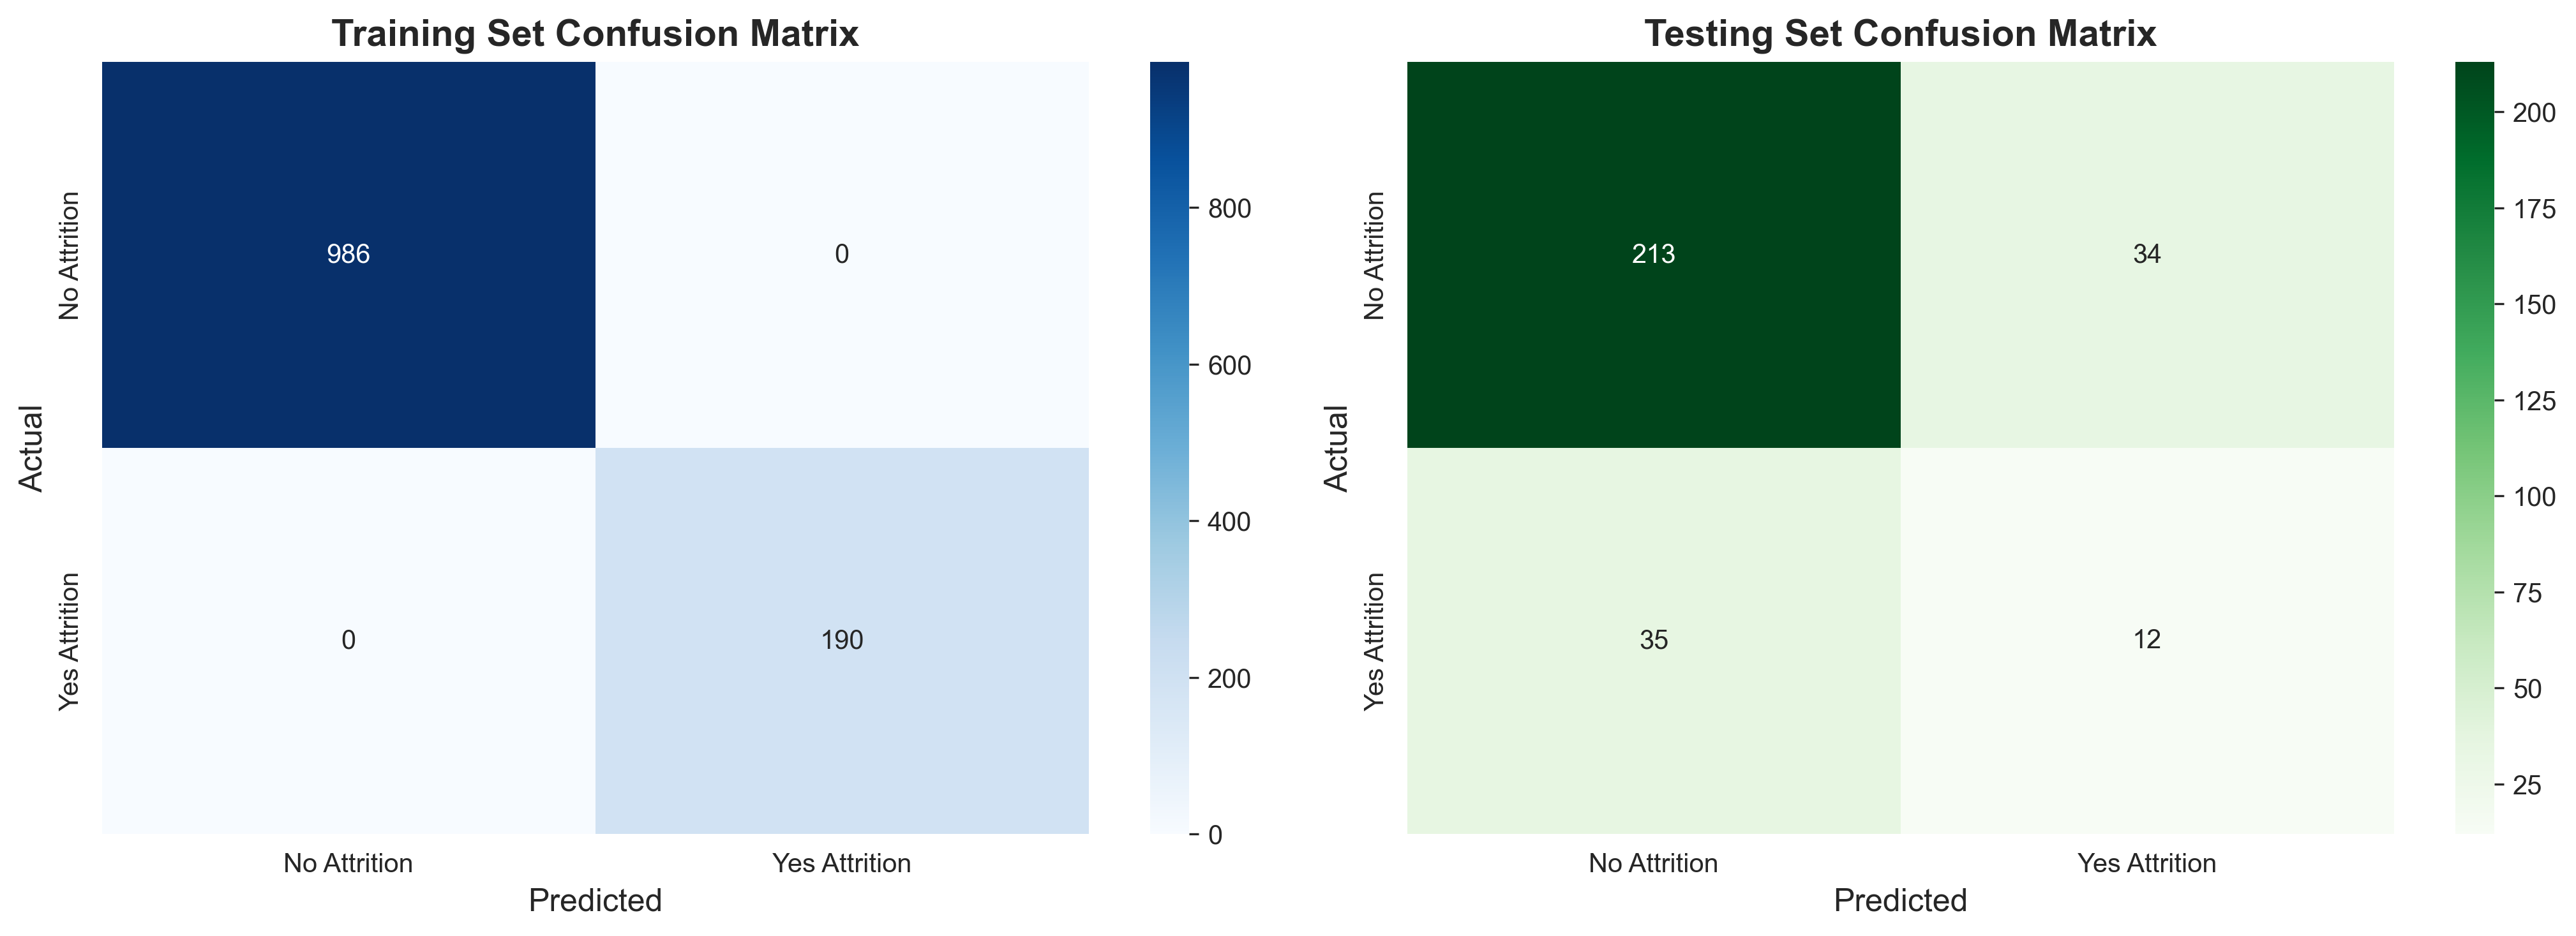 Training Set Confusion Matrix
Actual
No Attrition
Yes Attrition
986
0
0
190
No Attrition
Yes Attrition
Predicted
800
600
400
200
0
Testing Set Confusion Matrix
Actual
No Attrition
Yes Attrition
213
34
35
12
No Attrition
Yes Attrition
Predicted
200
175
150
125
100
75
50
25